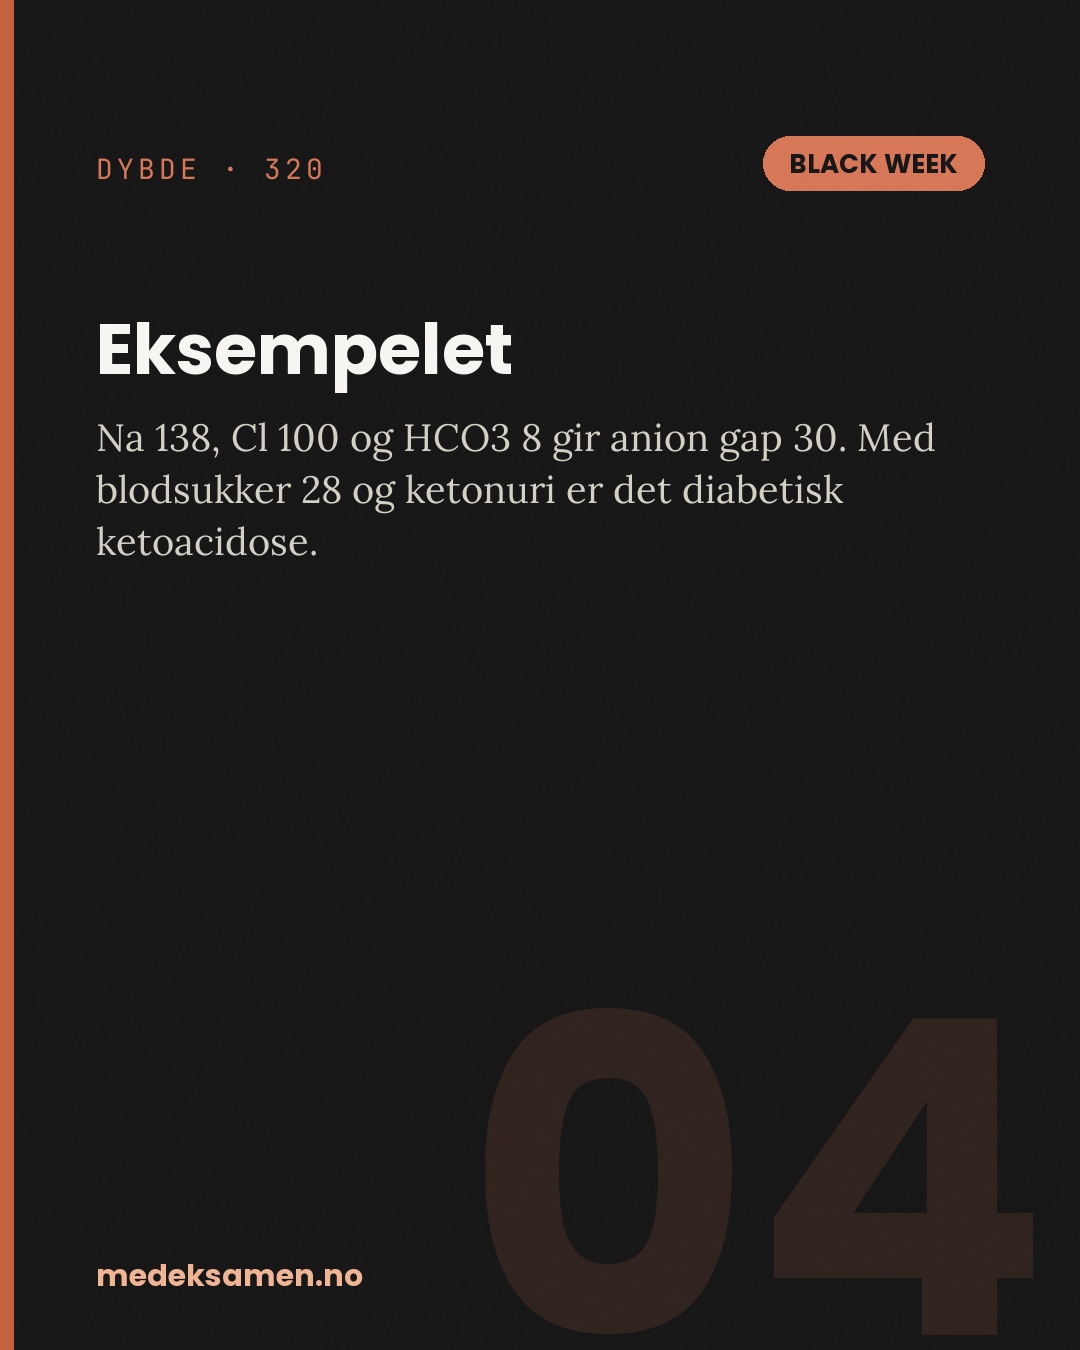 DYBDE · 320
BLACK WEEK
Eksempelet
Na 138, Cl 100 og HCO3 8 gir anion gap 30. Med
blodsukker 28 og ketonuri er det diabetisk
ketoacidose.
04
medeksamen.no